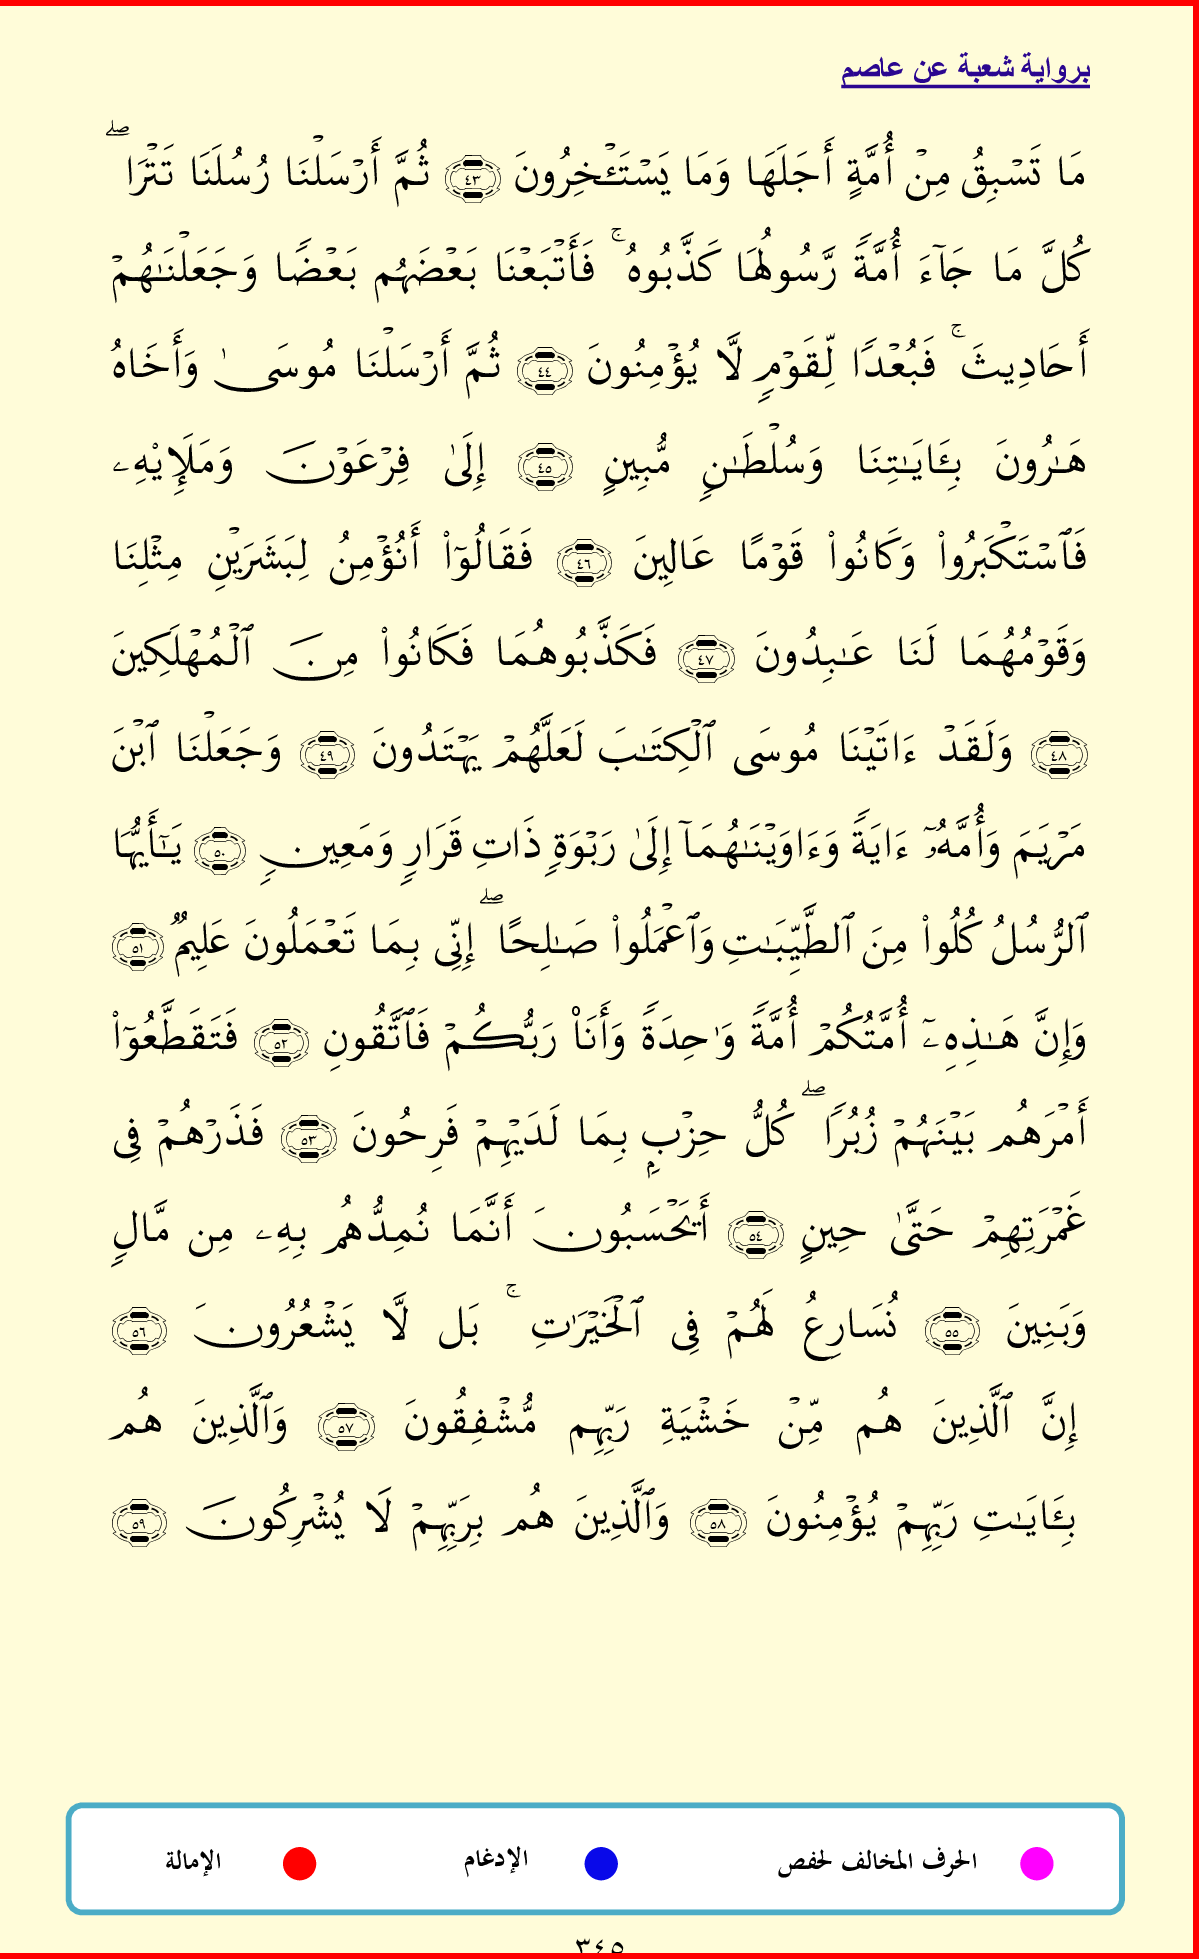 برواية شعبة عن عاصم
مَا تَسۡبِقُ مِنۡ أُمَّةٍ أَجَلَهَا وَمَا يَسۡتَـٔۡخِرُونَ ٤٣ ثُمَّ أَرۡسَلۡنَا رُسُلَنَا تَتۡرَاۖ
كُلَّ مَا جَآءَ أُمَّةٗ رَّسُولُهَا كَذَّبُوهُۚ فَأَتۡبَعۡنَا بَعۡضَهُم بَعۡضٗا وَجَعَلۡنَٰهُمۡ
أَحَادِيثَۚ فَبُعۡدٗا لِّقَوۡمٖ لَّا يُؤۡمِنُونَ ٤٤ ثُمَّ أَرۡسَلۡنَا مُوسَىٰ وَأَخَاهُ
هَٰرُونَ بِـَٔايَٰتِنَا وَسُلۡطَٰنٖ مُّبِينٍ ٤٥ إِلَىٰ فِرۡعَوۡنَ وَمَلَإِيْهِۦ
فَٱسۡتَكۡبَرُواْ وَكَانُواْ قَوۡمًا عَالِينَ ٤٦ فَقَالُوٓاْ أَنُؤۡمِنُ لِبَشَرَيۡنِ مِثۡلِنَا
وَقَوۡمُهُمَا لَنَا عَٰبِدُونَ ٤٧ فَكَذَّبُوهُمَا فَكَانُواْ مِنَ ٱلۡمُهۡلَكِينَ
٤٨ وَلَقَدۡ ءَاتَيۡنَا مُوسَى ٱلۡكِتَٰبَ لَعَلَّهُمۡ يَهۡتَدُونَ ٤٩ وَجَعَلۡنَا ٱبۡنَ
مَرۡيَمَ وَأُمَّهُۥٓ ءَايَةٗ وَءَاوَيۡنَٰهُمَآ إِلَىٰ رَبۡوَةٖ ذَاتِ قَرَارٖ وَمَعِينٖ ٥٠ يَٰٓأَيُّهَا
ٱلرُّسُلُ كُلُواْ مِنَ ٱلطَّيِّبَٰتِ وَٱعۡمَلُواْ صَٰلِحًاۖ إِنِّي بِمَا تَعۡمَلُونَ عَلِيمٞ ٥١
وَإِنَّ هَٰذِهِۦٓ أُمَّتُكُمۡ أُمَّةٗ وَٰحِدَةٗ وَأَنَا۠ رَبُّكُمۡ فَٱتَّقُونِ ٥٢ فَتَقَطَّعُوٓاْ
أَمۡرَهُم بَيۡنَهُمۡ زُبُرٗاۖ كُلُّ حِزۡبِۭ بِمَا لَدَيۡهِمۡ فَرِحُونَ ٥٣ فَذَرۡهُمۡ فِي
غَمۡرَتِهِمۡ حَتَّىٰ حِينٍ ٥٤ أَيَحۡسَبُونَ أَنَّمَا نُمِدُّهُم بِهِۦ مِن مَّالٖ
وَبَنِينَ ٥٥ نُسَارِعُ لَهُمۡ فِي ٱلۡخَيۡرَٰتِۚ بَل لَّا يَشۡعُرُونَ ٥٦
إِنَّ ٱلَّذِينَ هُم مِّنۡ خَشۡيَةِ رَبِّهِم مُّشۡفِقُونَ ٥٧ وَٱلَّذِينَ هُم
بِـَٔايَٰتِ رَبِّهِمۡ يُؤۡمِنُونَ ٥٨ وَٱلَّذِينَ هُم بِرَبِّهِمۡ لَا يُشۡرِكُونَ ٥٩
الحرف المخالف لحفص الإدغام الإمالة
٣٤٥